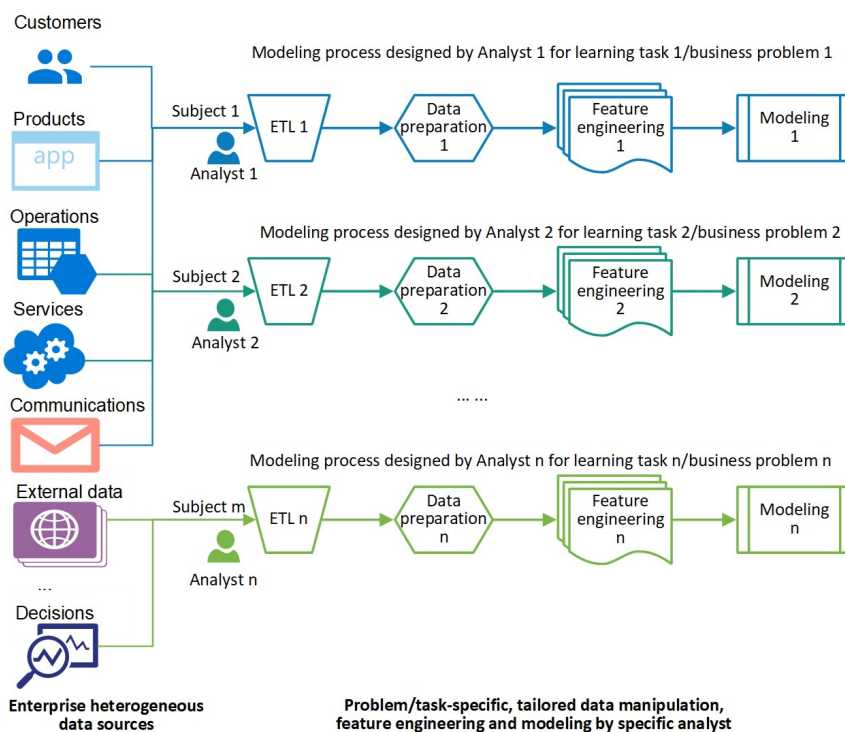 Customers
Modeling process designed by Analyst 1 for learning task 1/business problem 1
Products
app
Subject 1
Analyst 1
ETL 1
Data
preparation
1
Feature
engineering
1
Modeling
1
Operations
Modeling process designed by Analyst 2 for learning task 2/business problem 2
Subject 2
Analyst 2
ETL 2
Data
preparation
2
Feature
engineering
2
Modeling
2
Services
Communications
... ...
Modeling process designed by Analyst n for learning task n/business problem n
External data
Subject m
Analyst n
ETL n
Data
preparation
n
Feature
engineering
n
Modeling
n
...
Decisions
Enterprise heterogeneous
data sources
Problem/task-specific, tailored data manipulation,
feature engineering and modeling by specific analyst